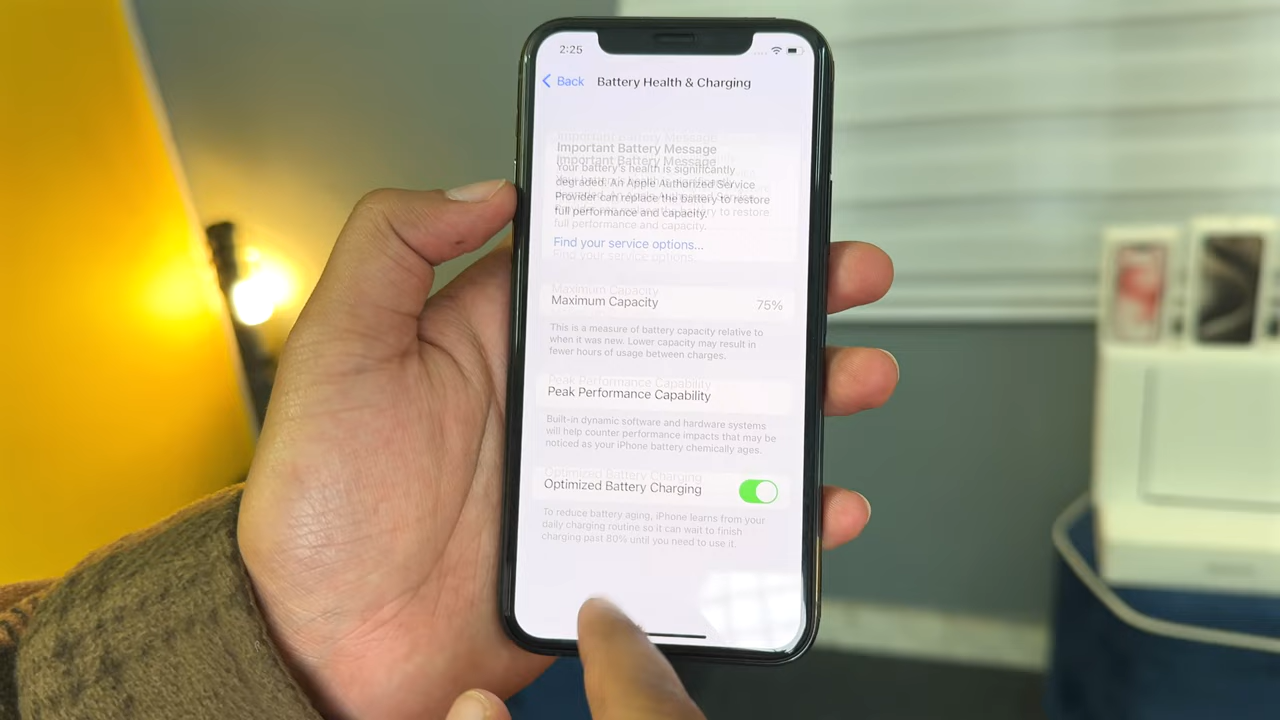 2:25
Back
Battery Health & Charging
Important Battery Message
Your battery's health is significantly
degraded. An Apple Authorized Service
Provider can replace the battery to restore
full performance and capacity.
Find your service options...
Maximum Capacity 75%
This is a measure of battery capacity relative to
when it was new. Lower capacity may result in
fewer hours of usage between charges.
Peak Performance Capability
Built-in dynamic software and hardware systems
will help counter performance impacts that may be
noticed as your iPhone battery chemically ages.
Optimized Battery Charging
To reduce battery aging, iPhone learns from your
daily charging routine so it can wait to finish
charging past 80% until you need to use it.